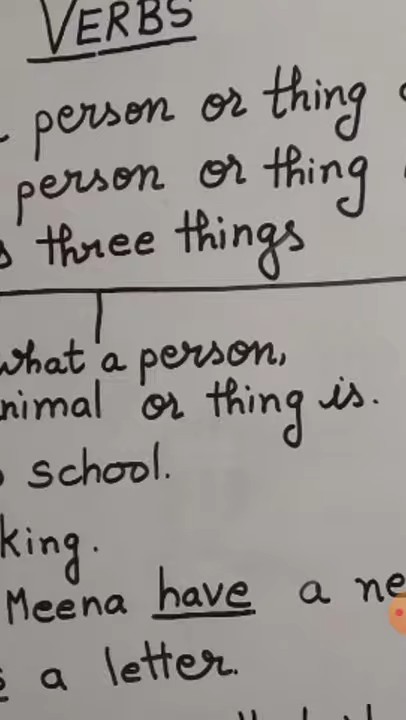 VERBS
person or thing
person or thing
three things
what a person,
nimal or thing is.
school.
king.
Meena have a ne
a letter.